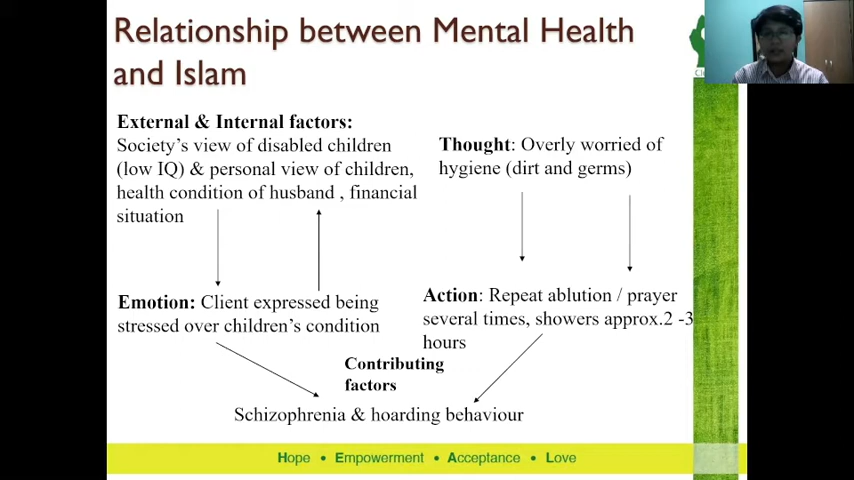 Relationship between Mental Health
and Islam
External & Internal factors:
Society's view of disabled children
(low IQ) & personal view of children,
health condition of husband , financial
situation
Thought: Overly worried of
hygiene (dirt and germs)
Emotion: Client expressed being
stressed over children's condition
Action: Repeat ablution / prayer
several times, showers approx.2 -3
hours
Contributing
factors
Schizophrenia & hoarding behaviour
Hope • Empowerment • Acceptance • Love